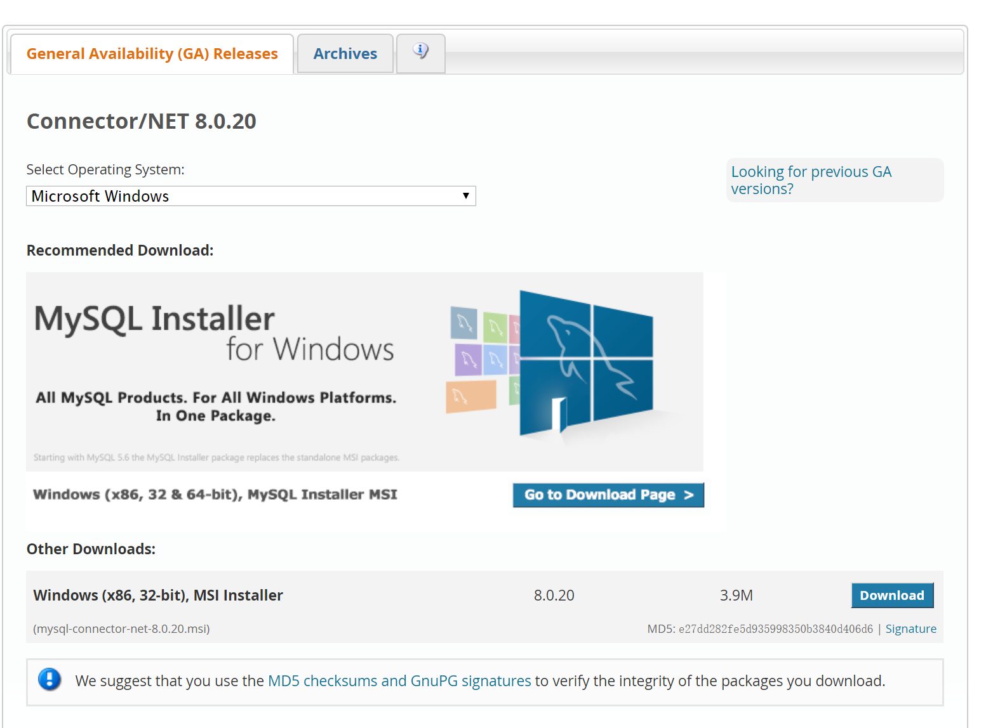 General Availability (GA) Releases
Archives
Connector/NET 8.0.20
Select Operating System:
Looking for previous GA
versions?
Microsoft Windows
Recommended Download:
MySQL Installer
for Windows
All MySQL Products. For All Windows Platforms.
In One Package.
Starting with MySQL 5.6 the MySQL Installer package replaces the standalone MSI packages.
Windows (x86, 32 & 64-bit), MySQL Installer MSI
Go to Download Page >
Other Downloads:
Windows (x86, 32-bit), MSI Installer 8.0.20 3.9M Download
(mysql-connector-net-8.0.20.msi) MD5: e27dd282fe5d935998350b3840d406d6 | Signature
We suggest that you use the MD5 checksums and GnuPG signatures to verify the integrity of the packages you download.